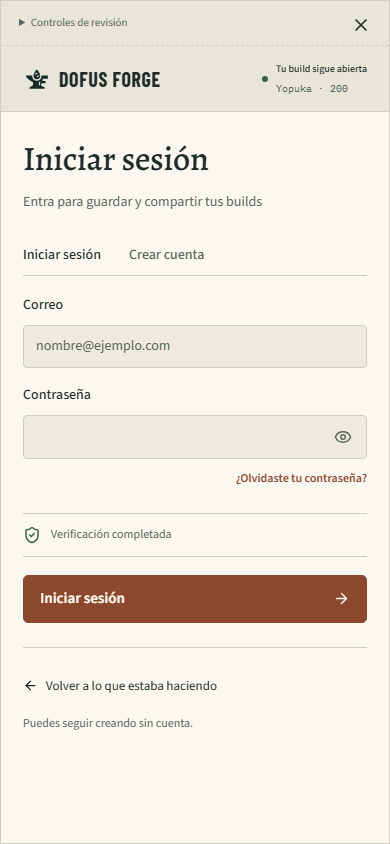 Controles de revisión
DOFUS FORGE
Tu build sigue abierta
Yopuka · 200
Iniciar sesión
Entra para guardar y compartir tus builds
Iniciar sesión
Crear cuenta
Correo
nombre@ejemplo.com
Contraseña
¿Olvidaste tu contraseña?
Verificación completada
Iniciar sesión
Volver a lo que estaba haciendo
Puedes seguir creando sin cuenta.